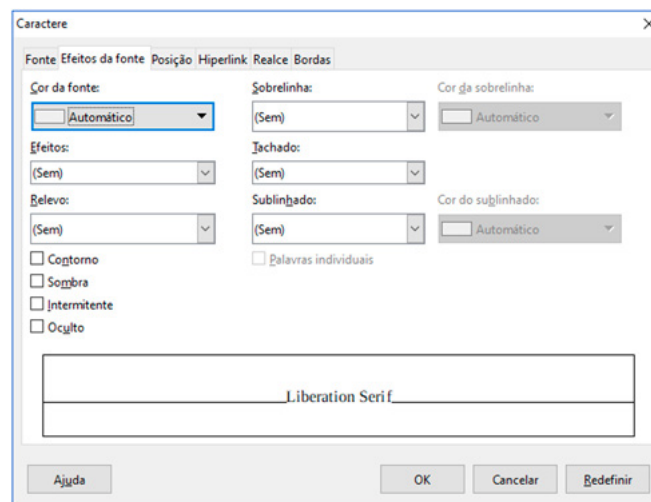 Caractere
Fonte Efeitos da fonte Posição Hiperlink Realce Bordas
Cor da fonte: Sobrelinha: Cor da sobrelinha:
Automático (Sem) Automático
Efeitos: Tachado:
(Sem) (Sem)
Relevo: Sublinhado: Cor do sublinhado:
(Sem) (Sem) Automático
Contorno Palavras individuais
Sombra
Intermitente
Oculto
Liberation Serif
Ajuda OK Cancelar Redefinir